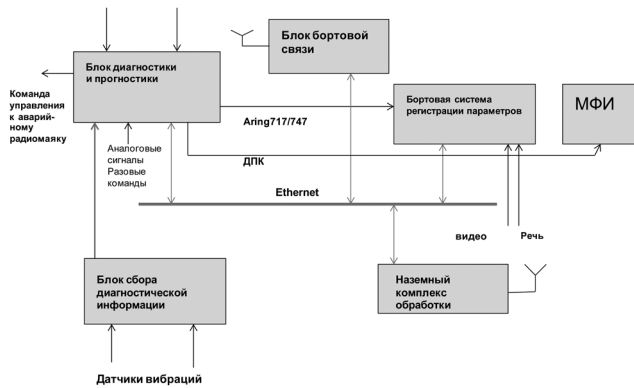 Блок диагностики
и прогностики
Блок бортовой
связи
Команда
управления
к аварий-
ному
радиомаяку
Aring717/747
Бортовая система
регистрации параметров
МФИ
Аналоговые
сигналы
Разовые
команды
ДПК
Ethernet
видео
Речь
Блок сбора
диагностической
информации
Наземный
комплекс
обработки
Датчики вибраций